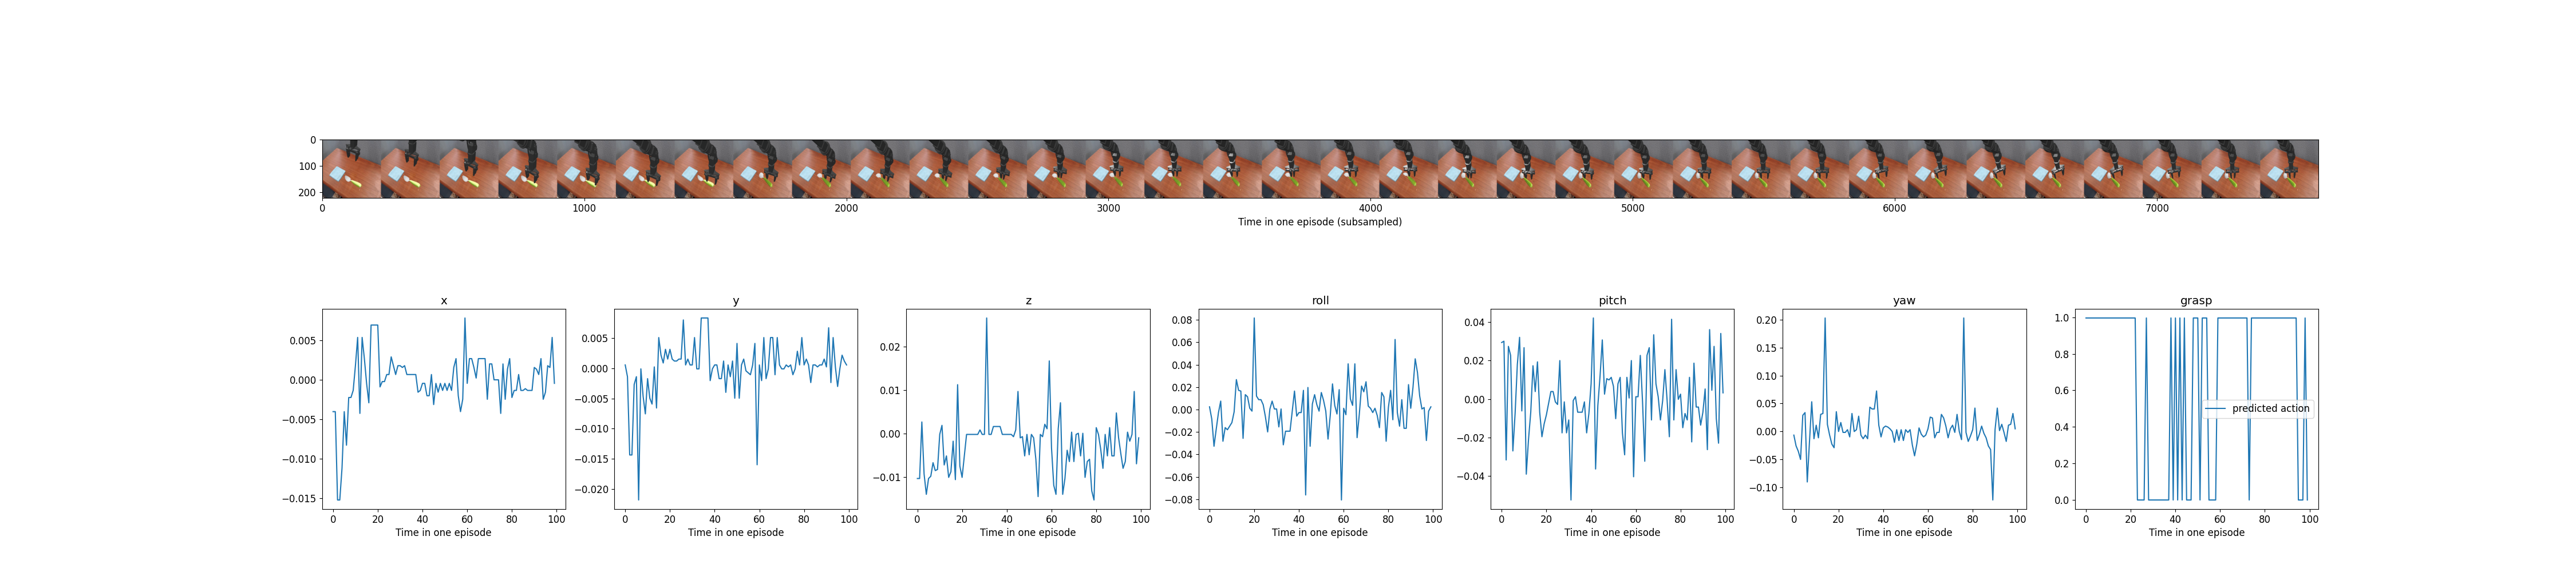 0
100
200
0 1000 2000 3000 4000 5000 6000 7000
Time in one episode (subsampled)
x
0.005
0.000
−0.005
−0.010
−0.015
0 20 40 60 80 100
Time in one episode
y
0.005
0.000
−0.005
−0.010
−0.015
−0.020
0 20 40 60 80 100
Time in one episode
z
0.02
0.01
0.00
−0.01
0 20 40 60 80 100
Time in one episode
roll
0.08
0.06
0.04
0.02
0.00
−0.02
−0.04
−0.06
−0.08
0 20 40 60 80 100
Time in one episode
pitch
0.04
0.02
0.00
−0.02
−0.04
0 20 40 60 80 100
Time in one episode
yaw
0.20
0.15
0.10
0.05
0.00
−0.05
−0.10
0 20 40 60 80 100
Time in one episode
grasp
1.0
0.8
0.6
0.4
0.2
0.0
predicted action
0 20 40 60 80 100
Time in one episode